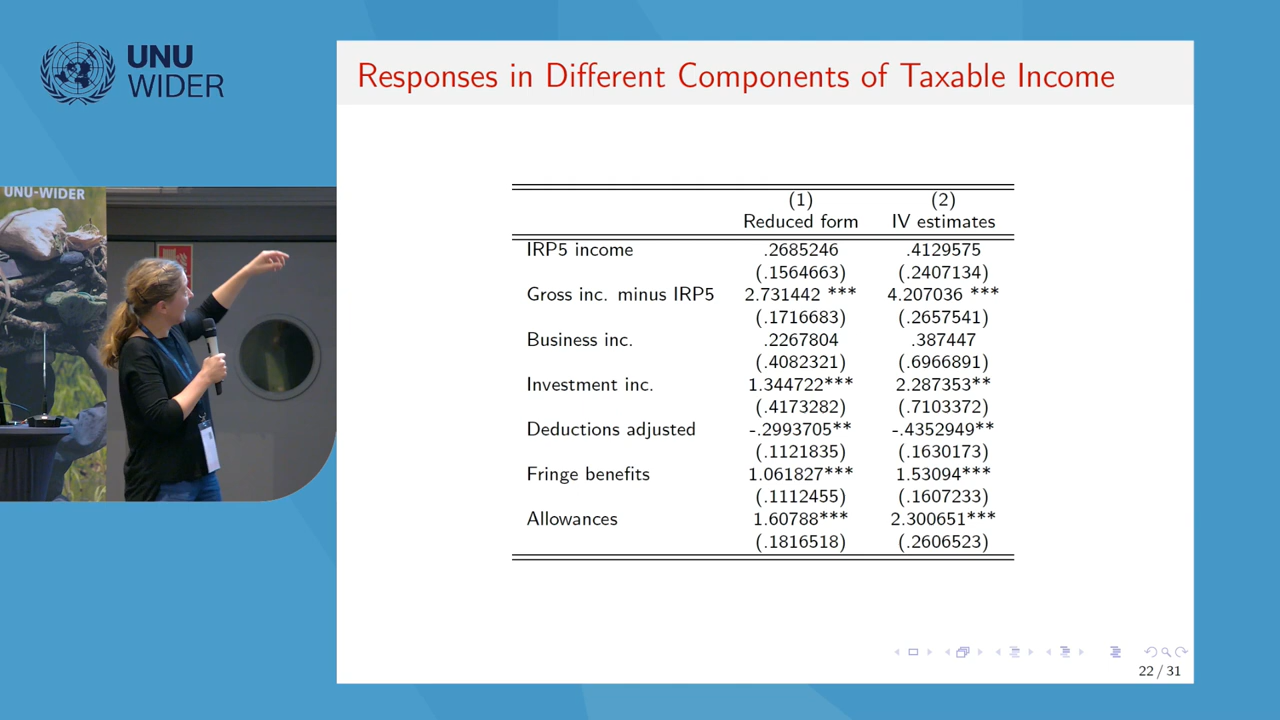 UNU
WIDER
UNU-WIDER
Responses in Different Components of Taxable Income
(1) (2)
Reduced form IV estimates
IRP5 income .2685246 .4129575
(.1564663) (.2407134)
Gross inc. minus IRP5 2.731442 *** 4.207036 ***
(.1716683) (.2657541)
Business inc. .2267804 .387447
(.4082321) (.6966891)
Investment inc. 1.344722*** 2.287353**
(.4173282) (.7103372)
Deductions adjusted -.2993705** -.4352949**
(.1121835) (.1630173)
Fringe benefits 1.061827*** 1.53094***
(.1112455) (.1607233)
Allowances 1.60788*** 2.300651***
(.1816518) (.2606523)
22 / 31